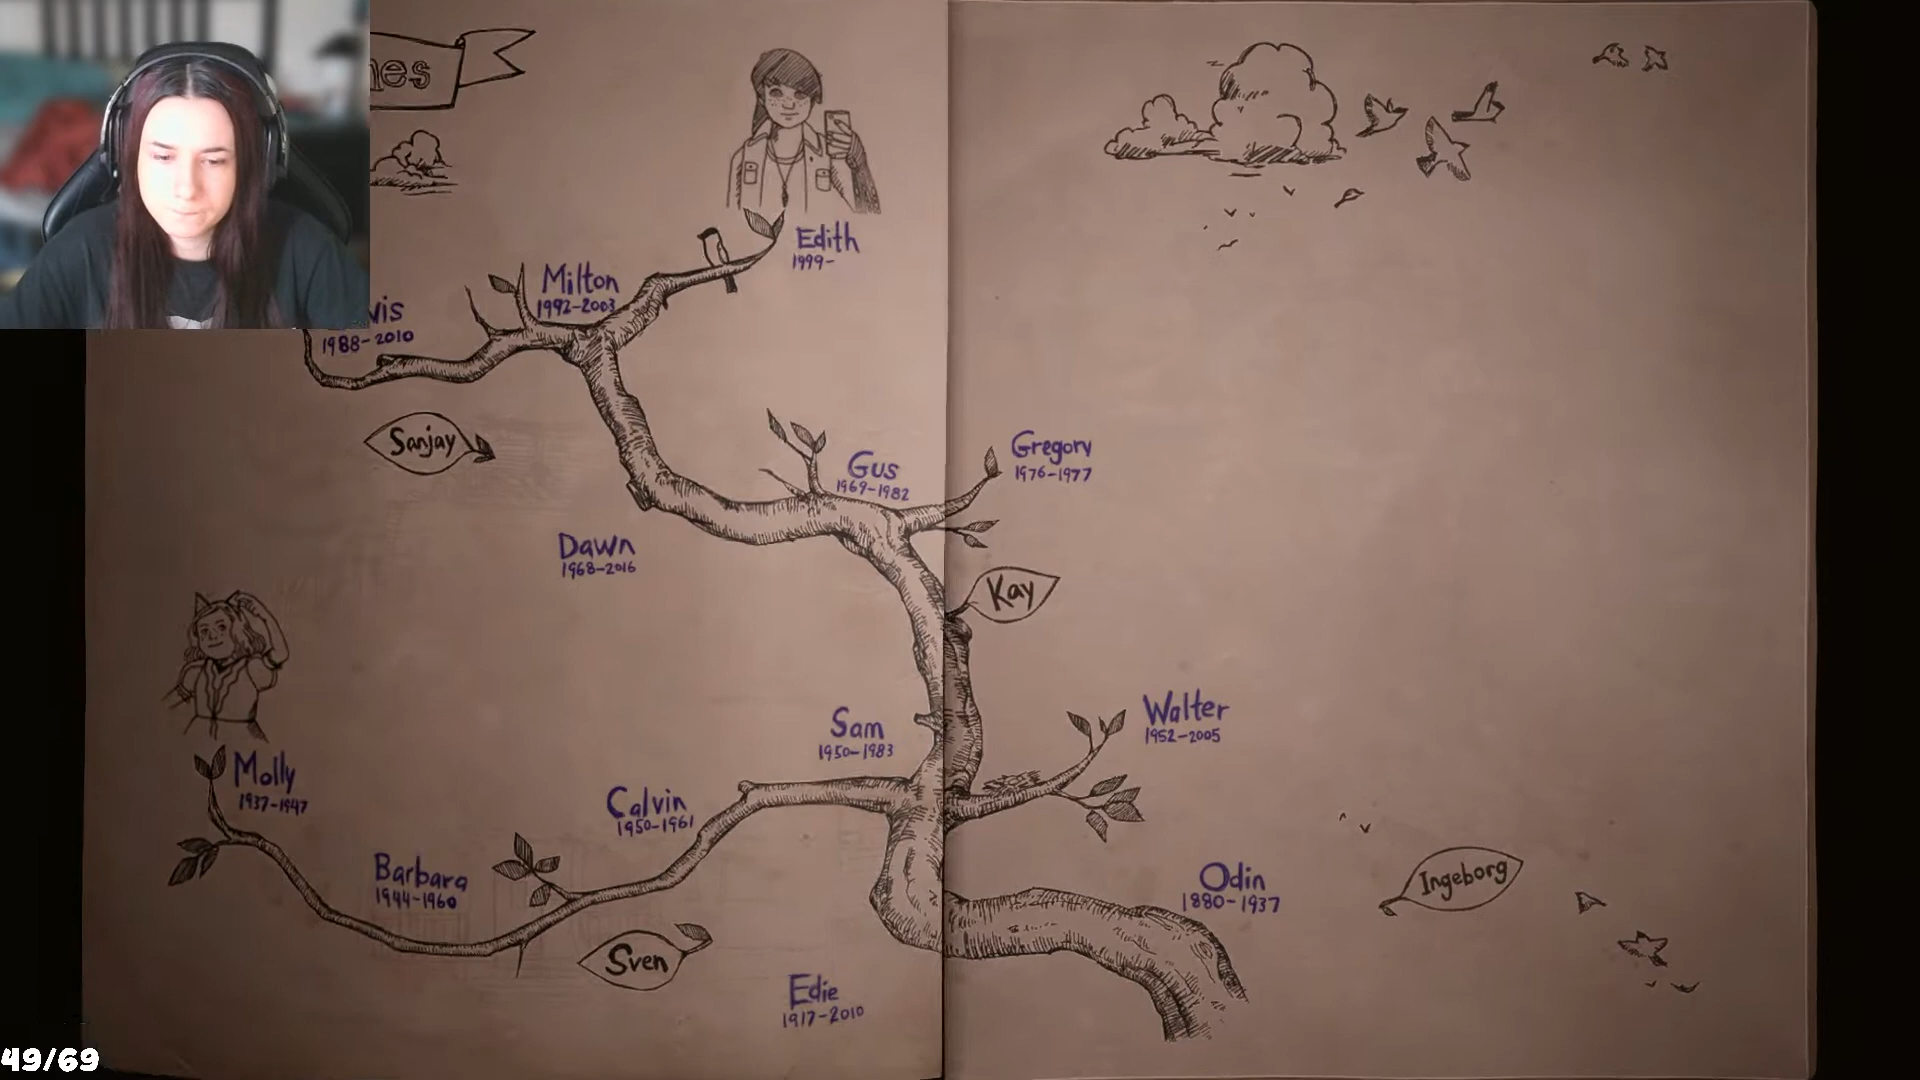 Edith
1999-
Milton
1992-2003
1988-2010
Sanjay
Gus
1969-1982
Gregory
1976-1977
Dawn
1968-2016
Kay
Sam
1950-1983
Walter
1952-2005
Molly
1937-1947
Calvin
1950-1961
Barbara
1944-1960
Odin
1880-1937
Ingeborg
Sven
Edie
1917-2010
49/69